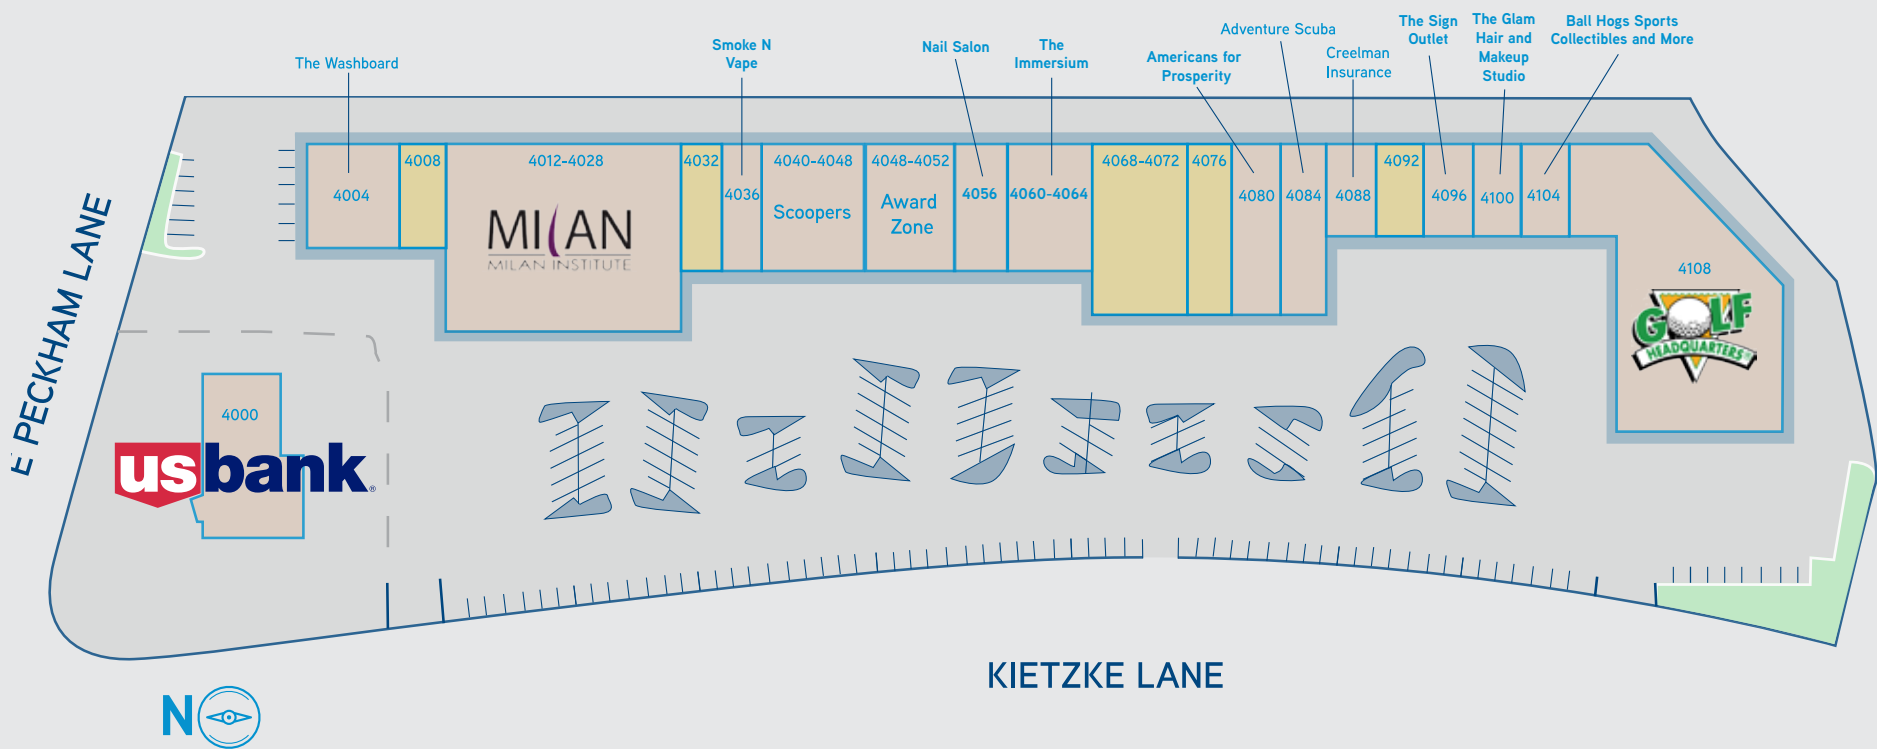 The Washboard
Smoke N
Vape
Nail Salon
The
Immersium
Americans for
Prosperity
Adventure Scuba
Creelman
Insurance
The Sign
Outlet
The Glam
Hair and
Makeup
Studio
Ball Hogs Sports
Collectibles and More
4004
4008
4012-4028
MILAN
MILAN INSTITUTE
4032
4036
4040-4048
Scoopers
4048-4052
Award
Zone
4056
4060-4064
4068-4072
4076
4080
4084
4088
4092
4096
4100
4104
4108
GOLF
HEADQUARTERS
E PECKHAM LANE
4000
usbank®
KIETZKE LANE
N